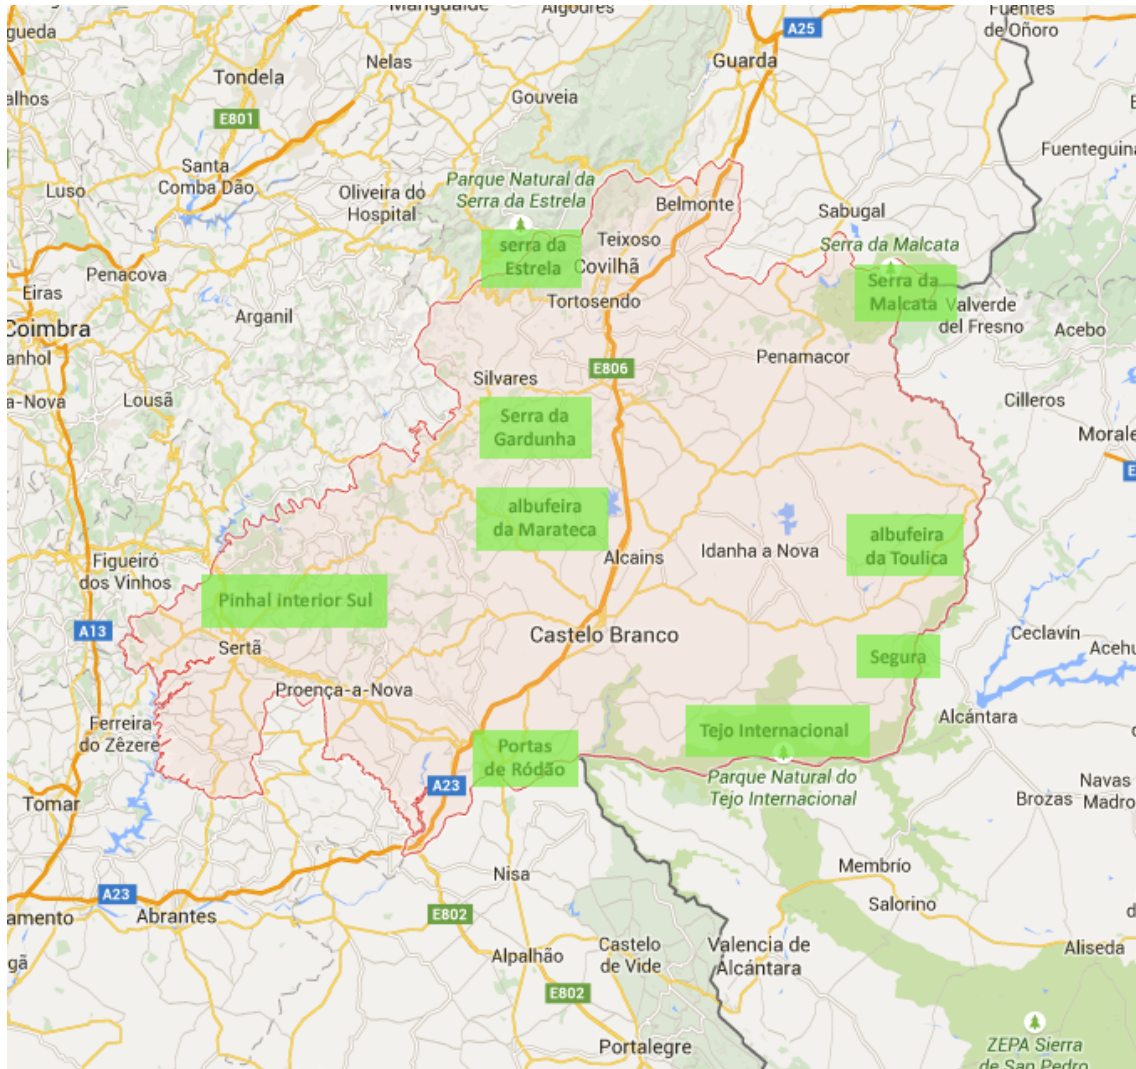 Mangualde
Algodres
Fuentes
de Oñoro
gueda
A25
Nelas
Guarda
Tondela
Gouveia
alhos
E801
Fuenteguina
Santa
Comba Dão
Luso
Parque Natural da
Serra da Estrela
Oliveira do
Hospital
Belmonte
Sabugal
serra da
Estrela
Teixoso
Covilhã
Serra da Malcata
Penacova
Serra da
Malcata
Eiras
Tortosendo
Valverde
del Fresno
Coimbra
Arganil
Acebo
anhol
Penamacor
E806
Silvares
a-Nova
Lousã
Cilleros
Serra da
Gardunha
Morale
E
albufeira
da Marateca
albufeira
da Toulica
Alcains
Idanha a Nova
Figueiró
dos Vinhos
Pinhal Interior Sul
A13
Castelo Branco
Ceclavín
Sertã
Segura
Acehu
Proença-a-Nova
Alcántara
Ferreira
do Zêzere
Tejo Internacional
Portas
de Ródão
A23
Parque Natural do
Tejo Internacional
Navas
Madro
Brozas
Tomar
Membrío
Nisa
A23
Salorino
amento
Abrantes
E802
d
Castelo
de Vide
Valencia de
Alcántara
Aliseda
Alpalhão
gã
E802
Portalegre
ZEPA Sierra
de San Pedro